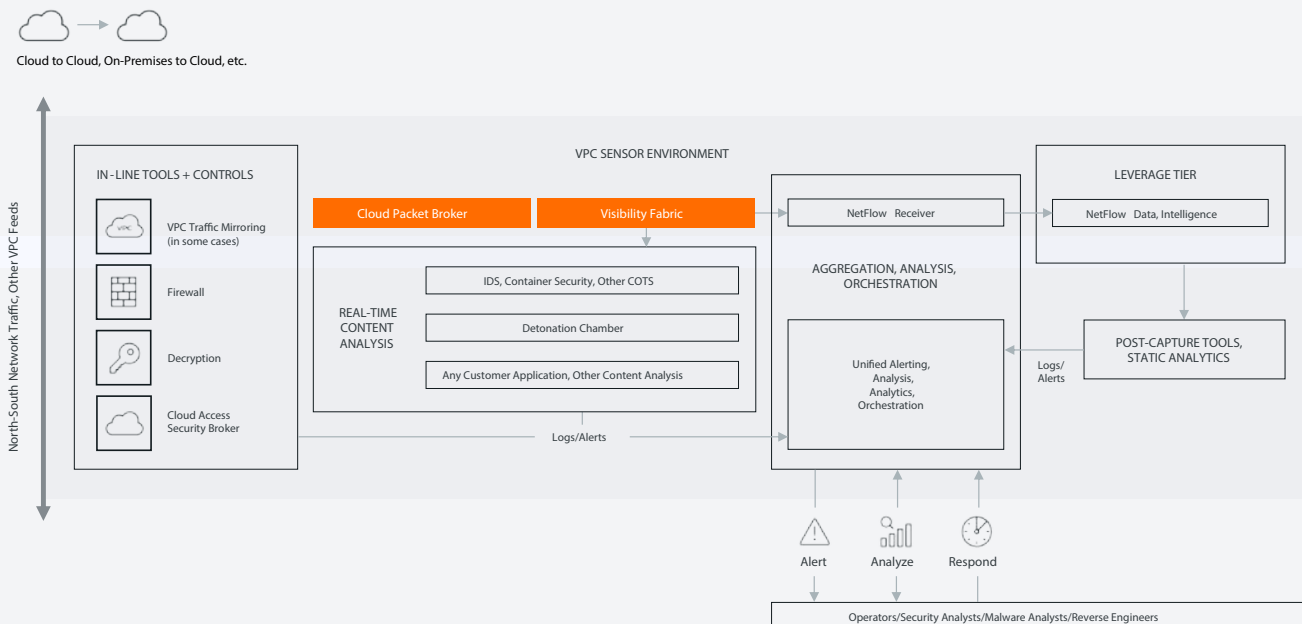 Cloud to Cloud, On-Premises to Cloud, etc.
North-South Network Traffic, Other VPC Feeds
VPC SENSOR ENVIRONMENT
IN-LINE TOOLS + CONTROLS
VPC
VPC Traffic Mirroring
(in some cases)
Firewall
Decryption
Cloud Access
Security Broker
Cloud Packet Broker
Visibility Fabric
REAL-TIME
CONTENT
ANALYSIS
IDS, Container Security, Other COTS
Detonation Chamber
Any Customer Application, Other Content Analysis
Logs/Alerts
NetFlow Receiver
AGGREGATION, ANALYSIS,
ORCHESTRATION
Unified Alerting,
Analysis,
Analytics,
Orchestration
LEVERAGE TIER
NetFlow Data, Intelligence
POST-CAPTURE TOOLS,
STATIC ANALYTICS
Logs/
Alerts
Alert
Analyze
Respond
Operators/Security Analysts/Malware Analysts/Reverse Engineers